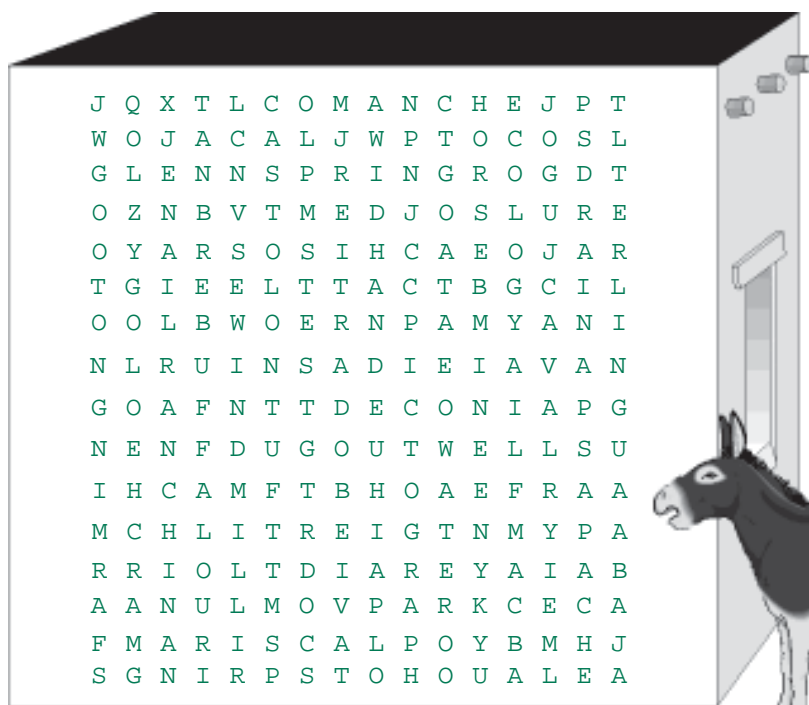 J Q X T L C O M A N C H E J P T
W O J A C A L J W P T O C O S L
G L E N N S P R I N G R O G D T
O Z N B V T M E D J O S L U R E
O Y A R S O S I H C A E O J A R
T G I E E L T T A C T B G C I L
O O L B W O E R N P A M Y A N I
N L R U I N S A D I E I A V A N
G O A F N T T D E C O N I A P G
N E N F D U G O U T W E L L S U
I H C A M F T B H O A E F R A A
M C H L I T R E I G T N M Y P A
R R I O L T D I A R E Y A I A B
A A N U L M O V P A R K C E C A
F M A R I S C A L P O Y B M H J
S G N I R P S T O H O U A L E A